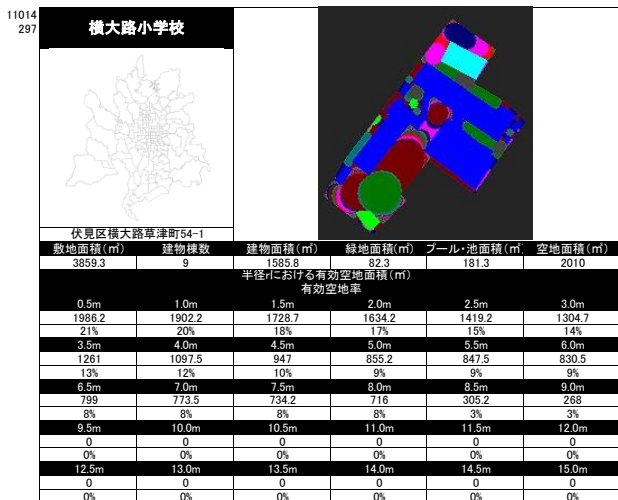 11014
297
横大路小学校
伏見区横大路草津町54-1
敷地面積(㎡) 建物棟数 建物面積(㎡) 緑地面積(㎡) プール・池面積(㎡ 空地面積(㎡)
3859.3 9 1585.8 82.3 181.3 2010
半径rにおける有効空地面積(㎡)
有効空地率
0.5m 1.0m 1.5m 2.0m 2.5m 3.0m
1986.2 1902.2 1728.7 1634.2 1419.2 1304.7
21% 20% 18% 17% 15% 14%
3.5m 4.0m 4.5m 5.0m 5.5m 6.0m
1261 1097.5 947 855.2 847.5 830.5
13% 12% 10% 9% 9% 9%
6.5m 7.0m 7.5m 8.0m 8.5m 9.0m
799 773.5 734.2 716 305.2 268
8% 8% 8% 8% 3% 3%
9.5m 10.0m 10.5m 11.0m 11.5m 12.0m
0 0 0 0 0 0
0% 0% 0% 0% 0% 0%
12.5m 13.0m 13.5m 14.0m 14.5m 15.0m
0 0 0 0 0 0
0% 0% 0% 0% 0% 0%